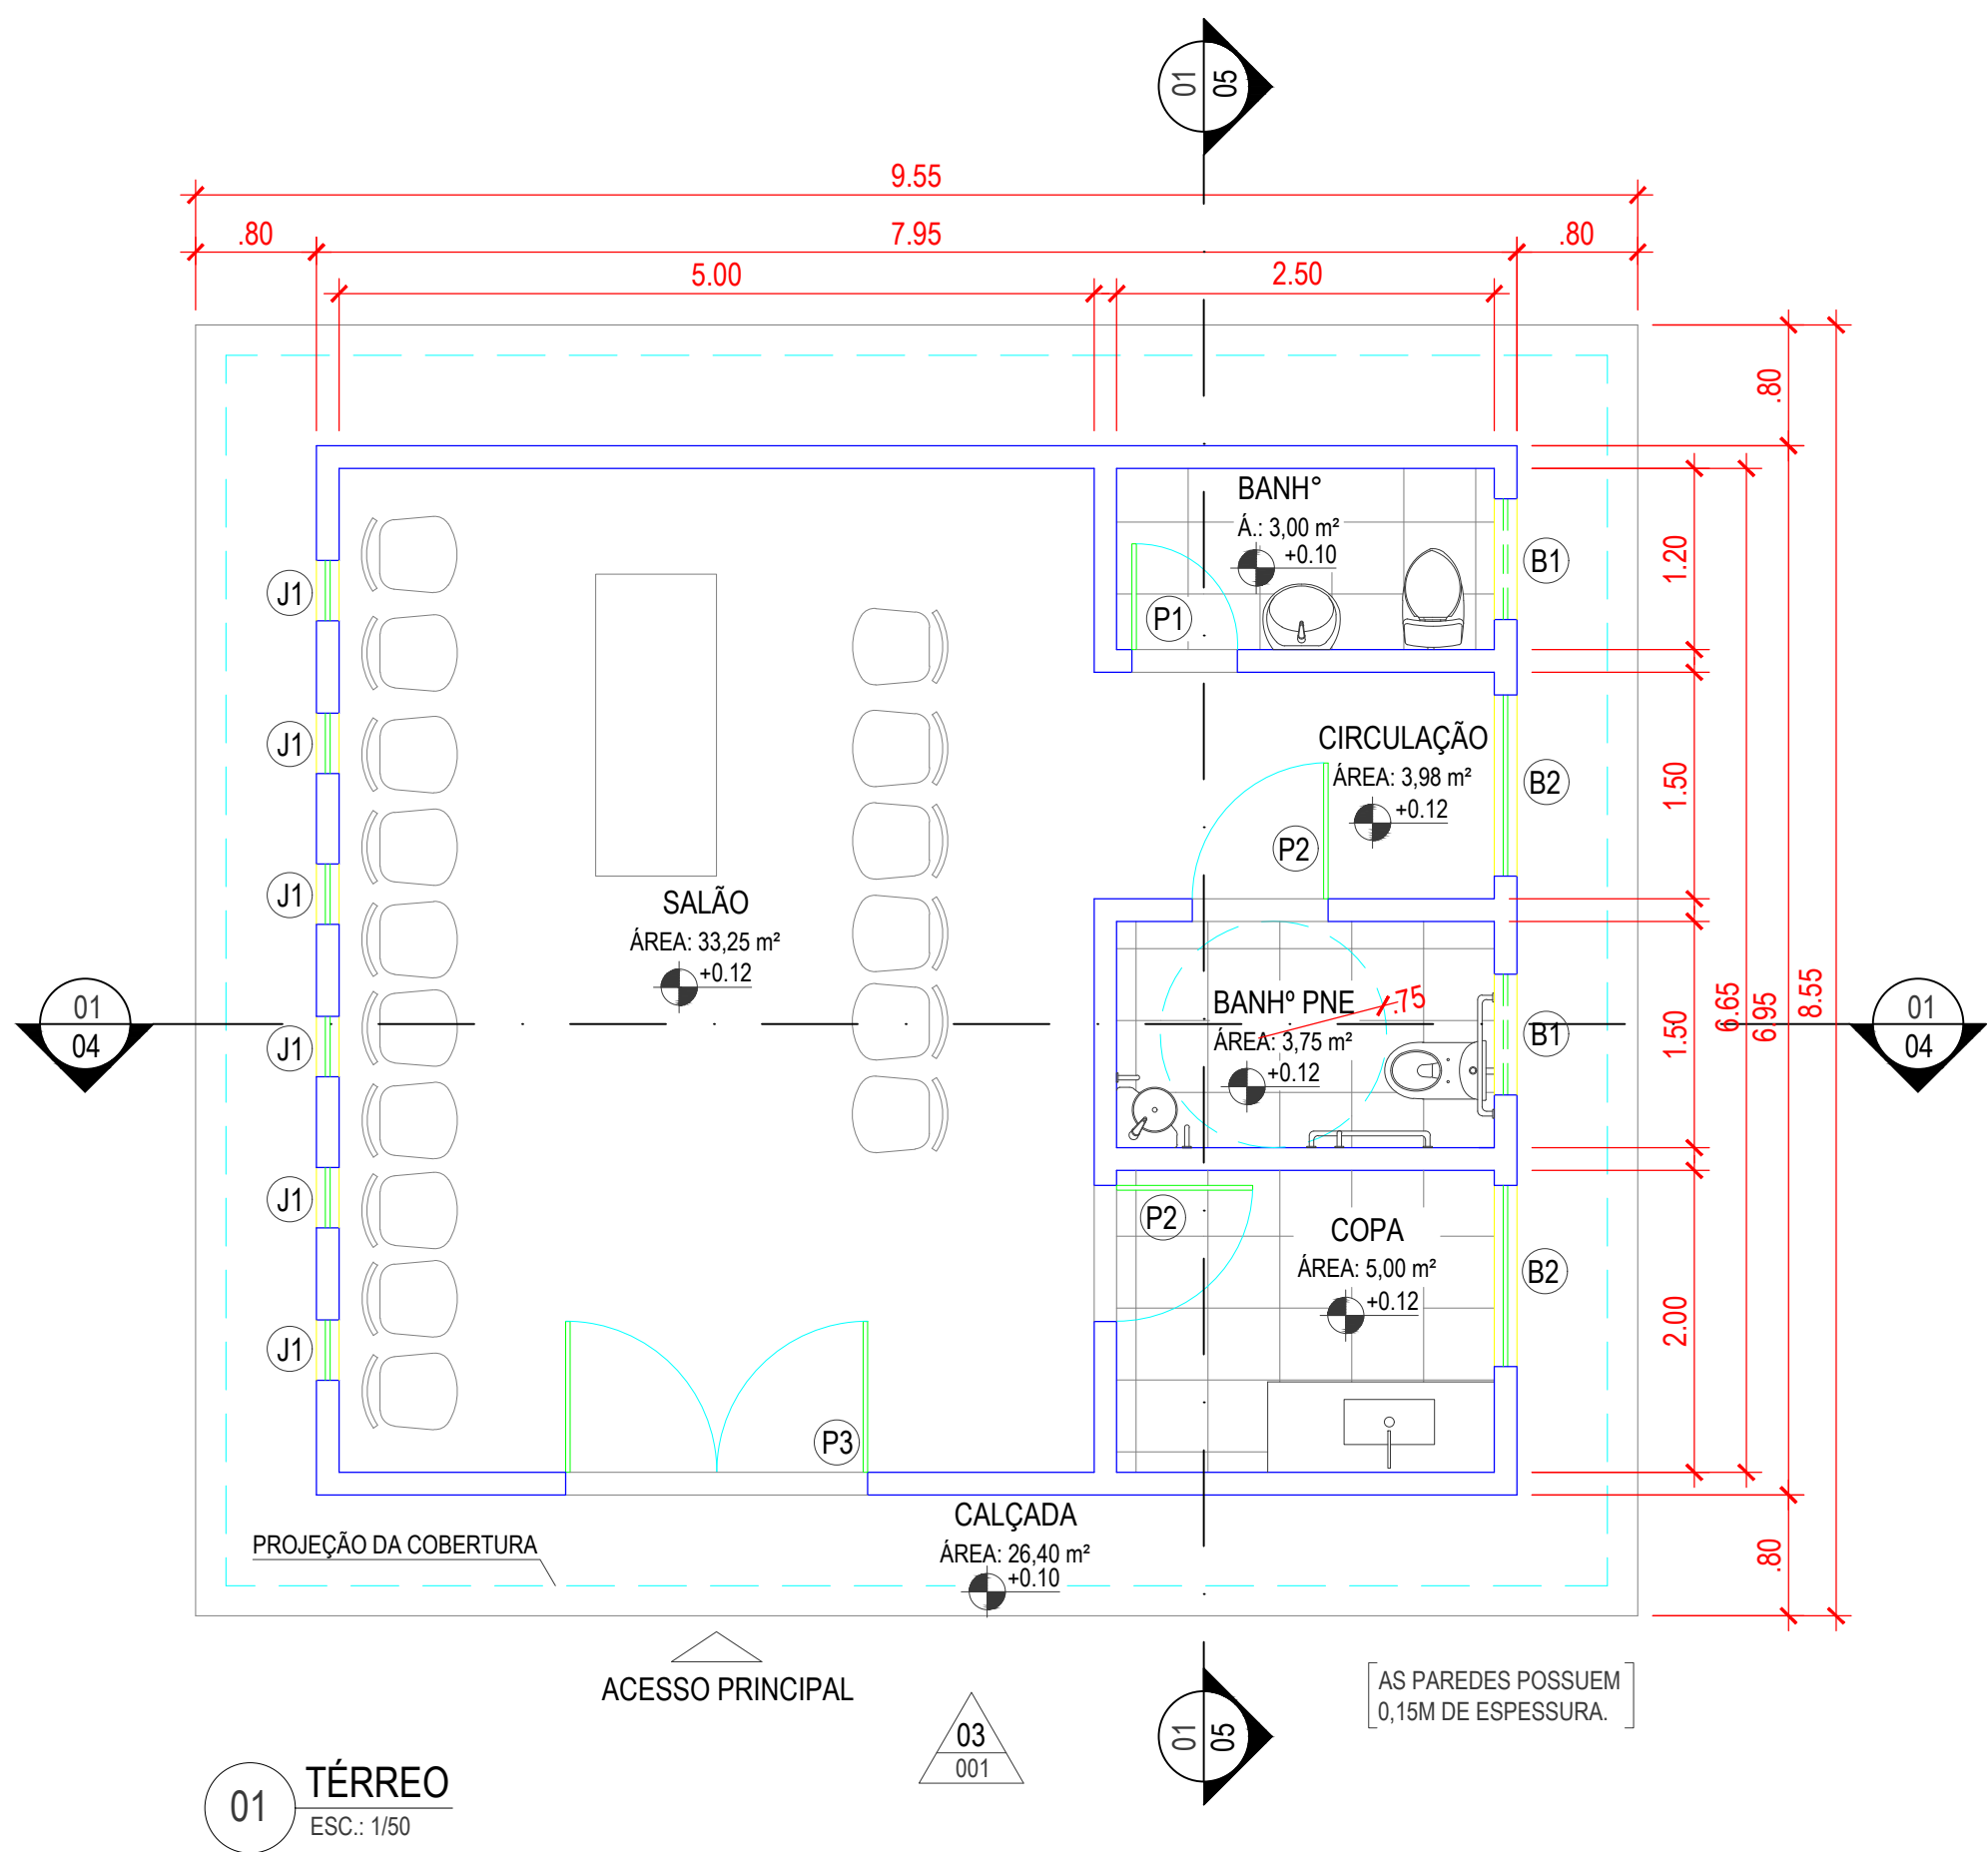 01
05
9.55
.80
7.95
.80
5.00
2.50
.80
BANH°
Á.: 3,00 m²
+0.10
P1
B1
1.20
J1
CIRCULAÇÃO
ÁREA: 3,98 m²
+0.12
P2
B2
1.50
J1
SALÃO
ÁREA: 33,25 m²
+0.12
J1
01
04
BANHº PNE
.75
ÁREA: 3,75 m²
+0.12
B1
1.50
6.65
6.95
8.55
01
04
J1
J1
P2
COPA
ÁREA: 5,00 m²
+0.12
B2
2.00
J1
P3
CALÇADA
ÁREA: 26,40 m²
+0.10
PROJEÇÃO DA COBERTURA
.80
ACESSO PRINCIPAL
03
001
01
05
AS PAREDES POSSUEM
0,15M DE ESPESSURA.
01
TÉRREO
ESC.: 1/50